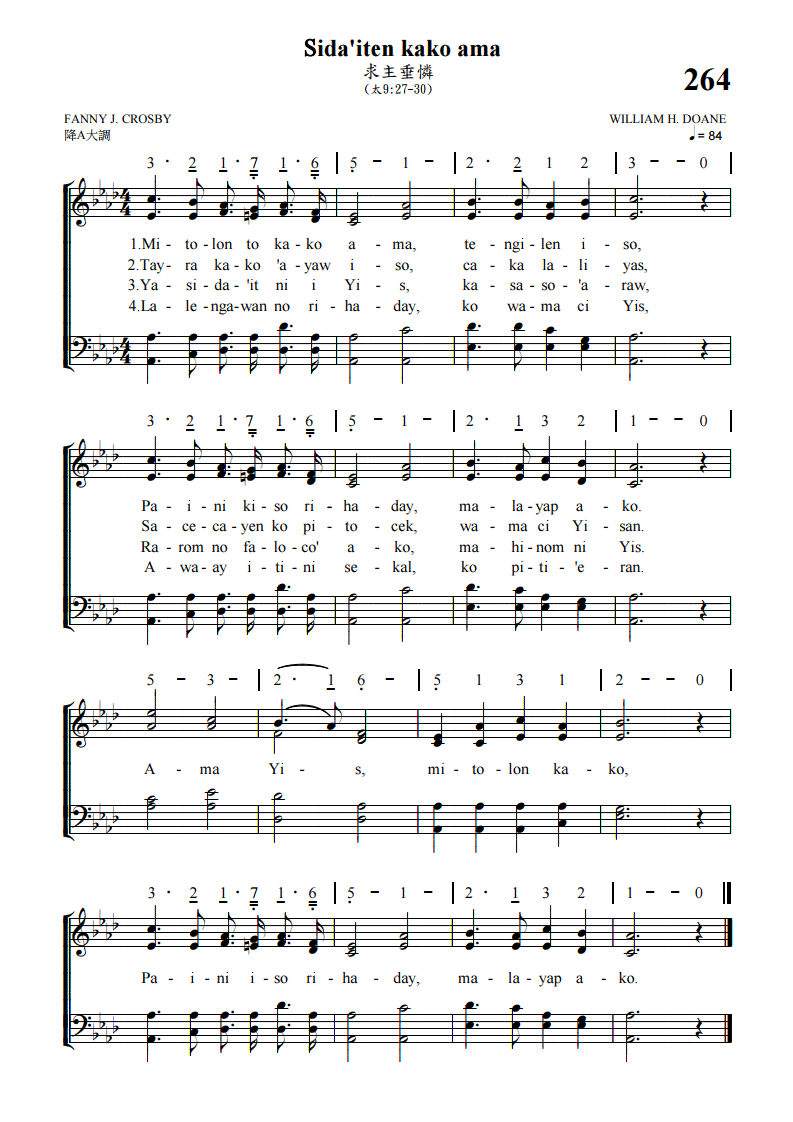 Sida'iten kako ama
求主垂憐
(太9:27-30)
264
FANNY J. CROSBY
WILLIAM H. DOANE
降A大調
♩= 84
3 · 2 1 · 7 1 · 6 | 5 – 1 – | 2 · 2 1 2 | 3 – – 0 |
1.Mi - to - lon to ka - ko a - ma, te - ngi - len i - so,
2.Tay - ra kako 'a - yaw i - so, ca - ka la - li - yas,
3.Ya - si - da - 'it ni i Yi - s, ka - sa - so - 'a - raw,
4.La - le - nga - wan no ri - ha - day, ko wa - ma ci Yis,
3 · 2 1 · 7 1 · 6 | 5 – 1 – | 2 · 1 3 2 | 1 – – 0 |
Pa - i - ni ki - so ri - ha - day, ma - la - yap a - ko.
Sa - ce - ca - yen ko pi - to - cek, wa - ma ci Yi - san.
Ra - rom no fa - lo - co' a - ko, ma - hi - nom ni Yis.
A - wa - ay i - ti - ni se - kal, ko pi - ti - 'e - ran.
5 – 3 – | 2 · 1 6 – | 5 1 3 1 | 2 – – 0 |
A - ma Yi - s, mi - to - lon ka - ko,
3 · 2 1 · 7 1 · 6 | 5 – 1 – | 2 · 1 3 2 | 1 – – 0
Pa - i - ni i - so ri - ha - day, ma - la - yap a - ko.